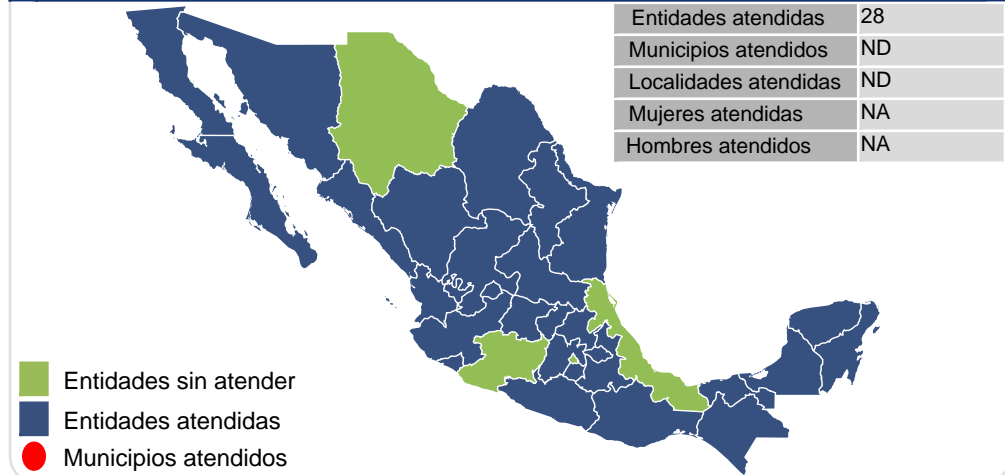 Entidades atendidas 28
Municipios atendidos ND
Localidades atendidas ND
Mujeres atendidas NA
Hombres atendidos NA
Entidades sin atender
Entidades atendidas
Municipios atendidos